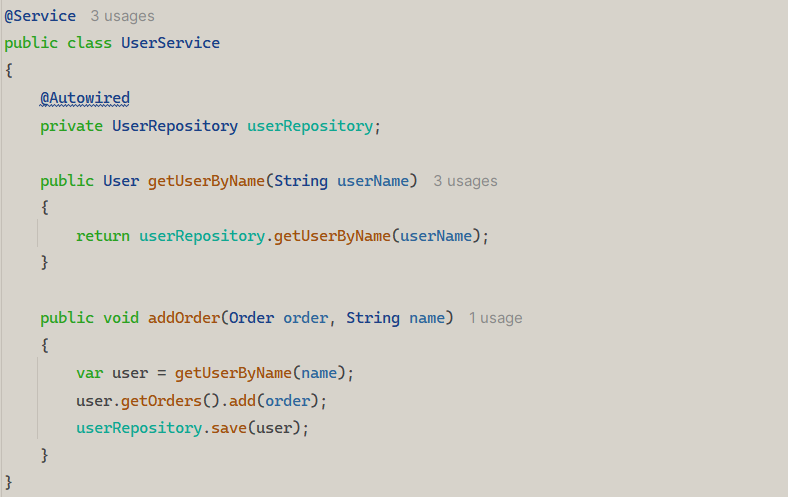 @Service 3 usages
public class UserService
{
@Autowired
private UserRepository userRepository;
public User getUserByName(String userName) 3 usages
{
return userRepository.getUserByName(userName);
}
public void addOrder(Order order, String name) 1 usage
{
var user = getUserByName(name);
user.getOrders().add(order);
userRepository.save(user);
}
}